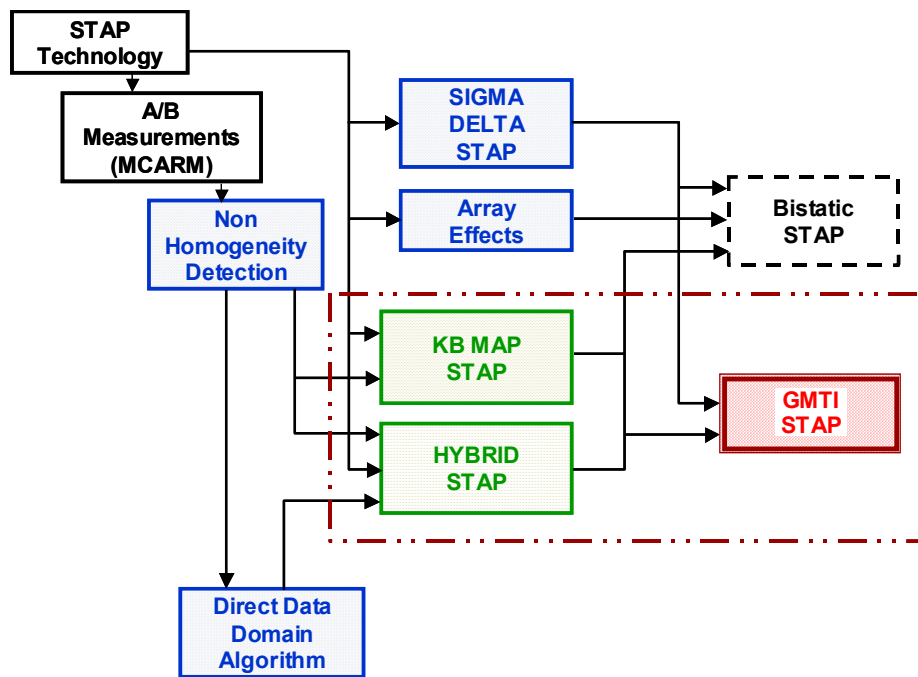 STAP
Technology
A/B
Measurements
(MCARM)
Non
Homogeneity
Detection
SIGMA
DELTA
STAP
Array
Effects
Bistatic
STAP
KB MAP
STAP
GMTI
STAP
HYBRID
STAP
Direct Data
Domain
Algorithm